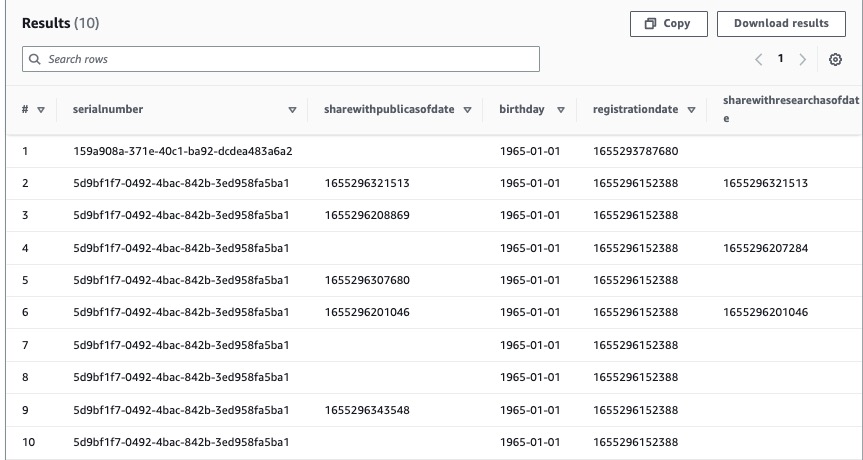 Results (10)
Copy
Download results
Search rows
1
# serialnumber sharewithpublicasofdate birthday registrationdate sharewithresearchasofdat
e
1 159a908a-371e-40c1-ba92-dcdea483a6a2 1965-01-01 1655293787680
2 5d9bf1f7-0492-4bac-842b-3ed958fa5ba1 1655296321513 1965-01-01 1655296152388 1655296321513
3 5d9bf1f7-0492-4bac-842b-3ed958fa5ba1 1655296208869 1965-01-01 1655296152388
4 5d9bf1f7-0492-4bac-842b-3ed958fa5ba1 1965-01-01 1655296152388 1655296207284
5 5d9bf1f7-0492-4bac-842b-3ed958fa5ba1 1655296307680 1965-01-01 1655296152388
6 5d9bf1f7-0492-4bac-842b-3ed958fa5ba1 1655296201046 1965-01-01 1655296152388 1655296201046
7 5d9bf1f7-0492-4bac-842b-3ed958fa5ba1 1965-01-01 1655296152388
8 5d9bf1f7-0492-4bac-842b-3ed958fa5ba1 1965-01-01 1655296152388
9 5d9bf1f7-0492-4bac-842b-3ed958fa5ba1 1655296343548 1965-01-01 1655296152388
10 5d9bf1f7-0492-4bac-842b-3ed958fa5ba1 1965-01-01 1655296152388